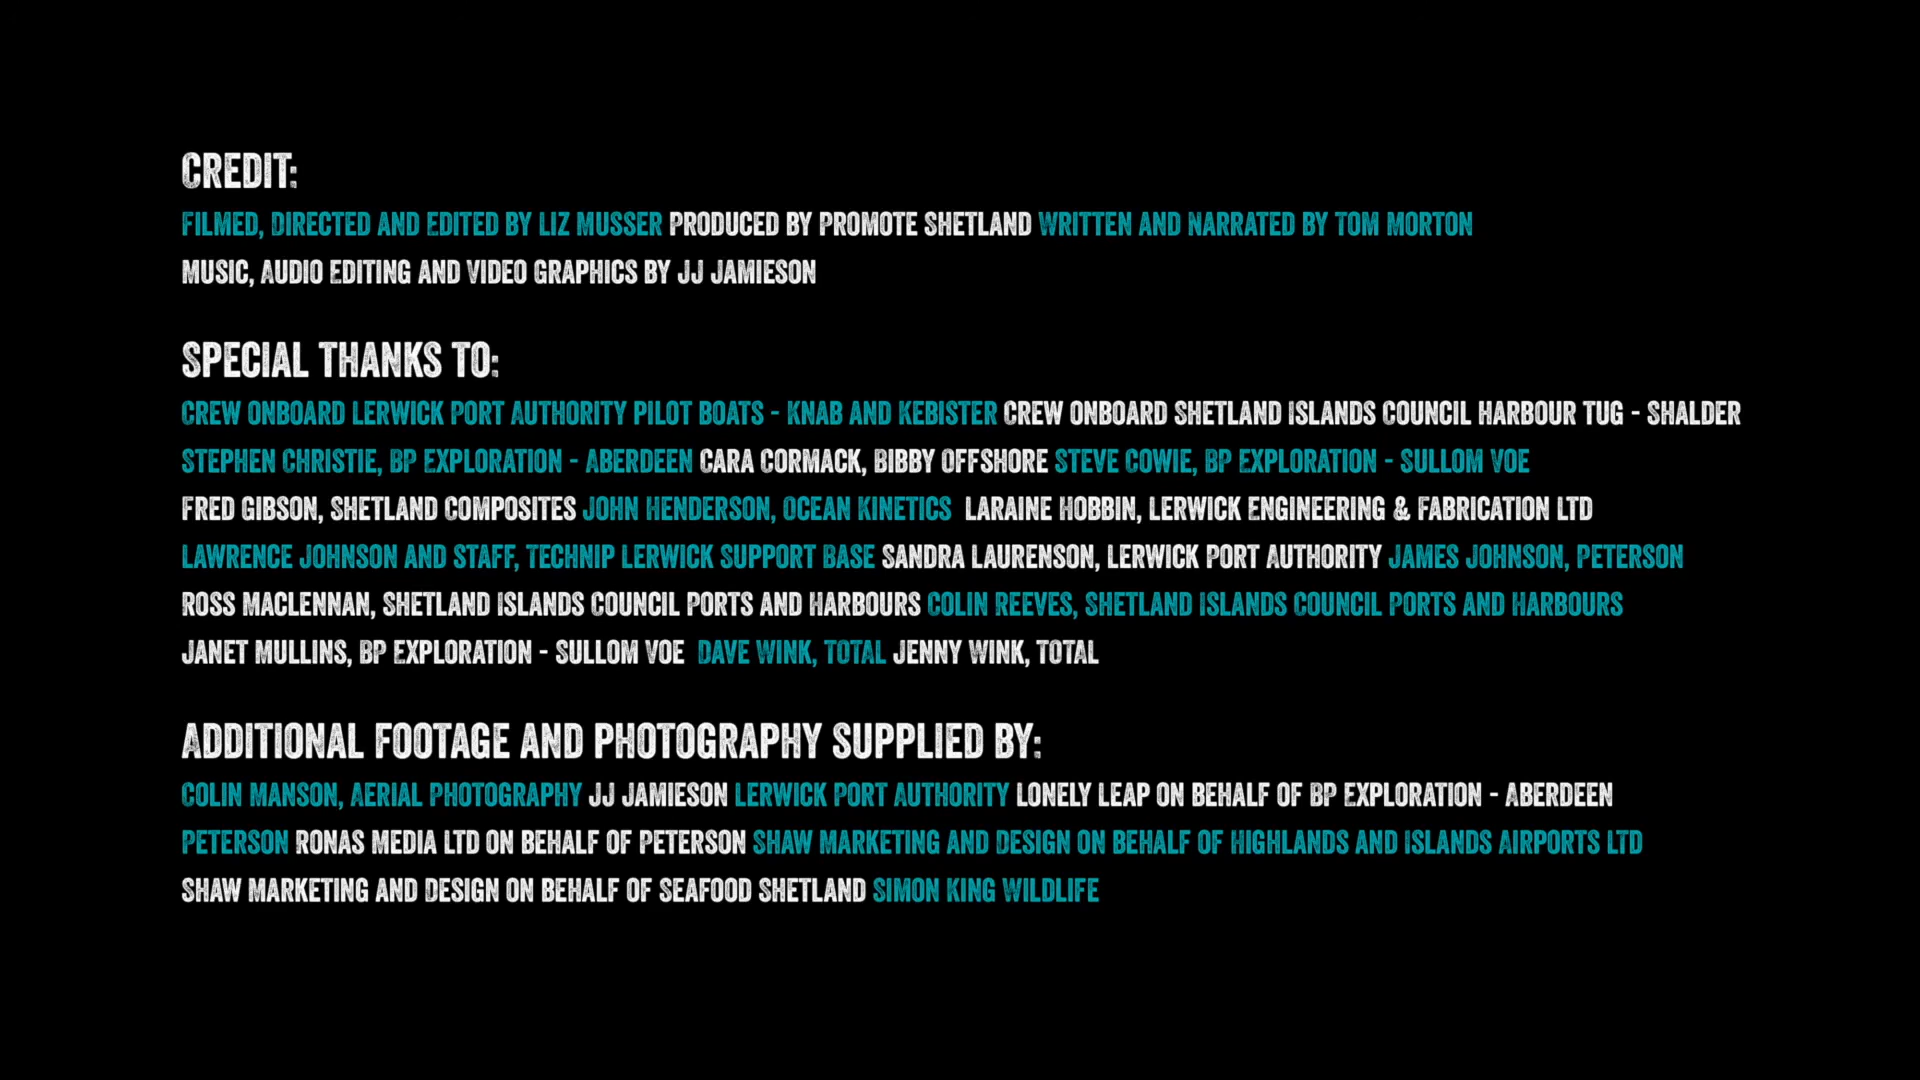 CREDIT:
FILMED, DIRECTED AND EDITED BY LIZ MUSSER PRODUCED BY PROMOTE SHETLAND WRITTEN AND NARRATED BY TOM MORTON
MUSIC, AUDIO EDITING AND VIDEO GRAPHICS BY JJ JAMIESON
SPECIAL THANKS TO:
CREW ONBOARD LERWICK PORT AUTHORITY PILOT BOATS - KNAB AND KEBISTER CREW ONBOARD SHETLAND ISLANDS COUNCIL HARBOUR TUG - SHALDER
STEPHEN CHRISTIE, BP EXPLORATION - ABERDEEN CARA CORMACK, BIBBY OFFSHORE STEVE COWIE, BP EXPLORATION - SULLOM VOE
FRED GIBSON, SHETLAND COMPOSITES JOHN HENDERSON, OCEAN KINETICS LARAINE HOBBIN, LERWICK ENGINEERING & FABRICATION LTD
LAWRENCE JOHNSON AND STAFF, TECHNIP LERWICK SUPPORT BASE SANDRA LAURENSON, LERWICK PORT AUTHORITY JAMES JOHNSON, PETERSON
ROSS MACLENNAN, SHETLAND ISLANDS COUNCIL PORTS AND HARBOURS COLIN REEVES, SHETLAND ISLANDS COUNCIL PORTS AND HARBOURS
JANET MULLINS, BP EXPLORATION - SULLOM VOE DAVE WINK, TOTAL JENNY WINK, TOTAL
ADDITIONAL FOOTAGE AND PHOTOGRAPHY SUPPLIED BY:
COLIN MANSON, AERIAL PHOTOGRAPHY JJ JAMIESON LERWICK PORT AUTHORITY LONELY LEAP ON BEHALF OF BP EXPLORATION - ABERDEEN
PETERSON RONAS MEDIA LTD ON BEHALF OF PETERSON SHAW MARKETING AND DESIGN ON BEHALF OF HIGHLANDS AND ISLANDS AIRPORTS LTD
SHAW MARKETING AND DESIGN ON BEHALF OF SEAFOOD SHETLAND SIMON KING WILDLIFE